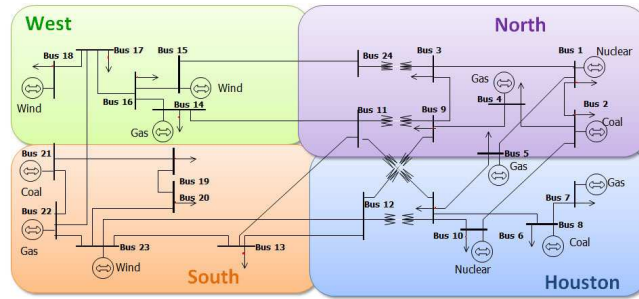 West
North
Bus 18
Bus 17
Bus 15
Bus 24
Bus 3
Bus 1
Nuclear
Wind
Bus 16
Bus 14
Wind
Gas
Gas
Bus 4
Bus 2
Coal
Bus 11
Bus 9
Bus 5
Gas
Bus 21
Coal
Bus 19
Bus 20
Bus 22
Gas
Bus 23
Wind
Bus 13
Bus 12
Bus 10
Nuclear
Bus 6
Bus 7
Gas
Bus 8
Coal
South
Houston